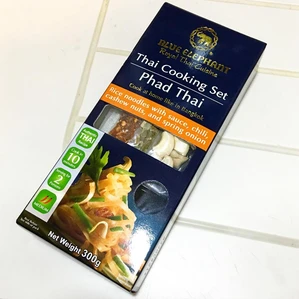 BLUE ELEPHANT
Royal Thai Cuisine
Thai Cooking Set
Phad Thai
Cook at home like in Bangkok
Rice noodles with sauce, chili,
cashew nuts, and spring onion
THAI
10
2
Net Weight 300g